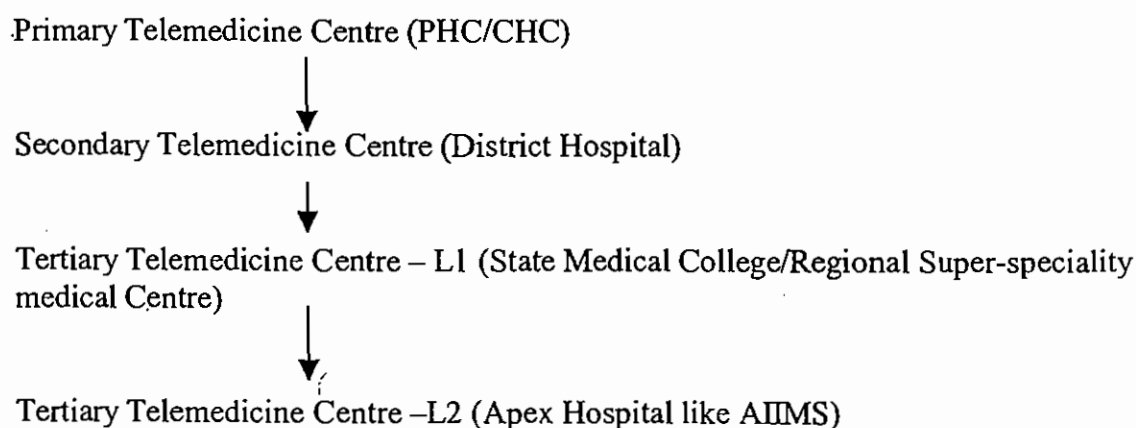 Primary Telemedicine Centre (PHC/CHC)
Secondary Telemedicine Centre (District Hospital)
Tertiary Telemedicine Centre – L1 (State Medical College/Regional Super-speciality
medical Centre)
Tertiary Telemedicine Centre –L2 (Apex Hospital like AIIMS)